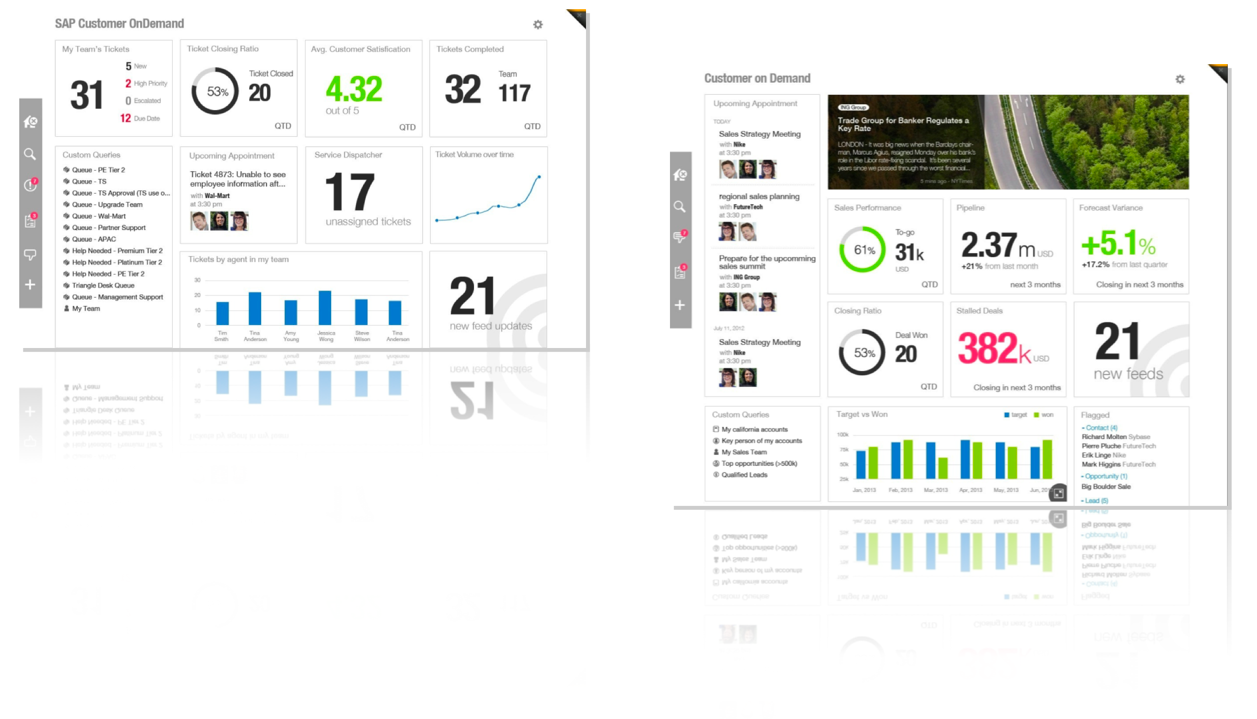 SAP Customer OnDemand
My Team's Tickets
31
5 New
2 High Priority
0 Escalated
12 Due Date
Ticket Closing Ratio
53%
Ticket Closed
20
QTD
Avg. Customer Satisfication
4.32
out of 5
QTD
Tickets Completed
32
Team
117
QTD
Custom Queries
Queue - PE Tier 2
Queue - TS
Queue - TS Approval (TS use o...
Queue - Upgrade Team
Queue - Wal-Mart
Queue - Partner Support
Queue - APAC
Help Needed - Premium Tier 2
Help Needed - Platinum Tier 2
Help Needed - PE Tier 2
Triangle Desk Queue
Queue - Management Support
My Team
Upcoming Appointment
Ticket 4873: Unable to see
employee information aft...
with Wal-Mart
at 3:30 pm
Service Dispatcher
17
unassigned tickets
Ticket Volume over time
Tickets by agent in my team
30
20
10
0
Tim
Smith
Tina
Anderson
Amy
Young
Jessica
Wong
Steve
Wilson
Tina
Anderson
21
new feed updates
Customer on Demand
Upcoming Appointment
TODAY
Sales Strategy Meeting
with Nike
at 3:30 pm
regional sales planning
with FutureTech
at 3:30 pm
Prepare for the upcomming
sales summit
with ING Group
at 3:30 pm
July 11, 2012
Sales Strategy Meeting
with Nike
at 3:30 pm
ING Group
Trade Group for Banker Regulates a
Key Rate
LONDON - It was big news when the Barclays chair-
man, Marcus Agius, resigned Monday over his bank's
role in the Libor rate-fixing scandal. It's been several
years since we passed through the worst financial...
8 mins ago - NYTimes
Sales Performance
61%
To-go
31k
USD
QTD
Pipeline
2.37m USD
+21% from last month
next 3 months
Forecast Variance
+5.1%
+17.2% from last quarter
Closing in next 3 months
Closing Ratio
53%
Deal Won
20
QTD
Stalled Deals
382k USD
Closing in next 3 months
21
new feeds
Custom Queries
My california accounts
Key person of my accounts
My Sales Team
Top opportunities (>500k)
Qualified Leads
Target vs Won
target
won
100k
75k
50k
25k
Jan, 2013
Feb, 2013
Mar, 2013
Apr, 2013
May, 2013
Jun,
Flagged
- Contact (4)
Richard Molten Sybase
Pierre Pluche FutureTech
Erik Linge Nike
Mark Higgins FutureTech
- Opportunity (1)
Big Boulder Sale
- Lead (5)